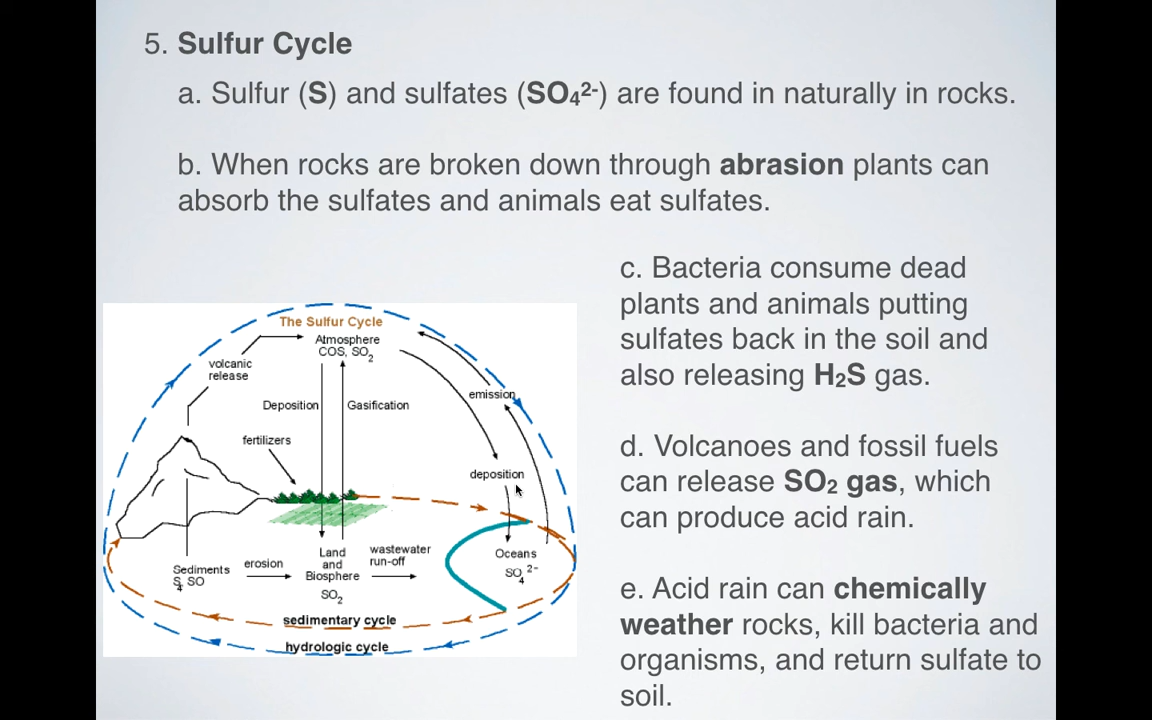 5. Sulfur Cycle
a. Sulfur (S) and sulfates (SO₄²⁻) are found in naturally in rocks.
b. When rocks are broken down through abrasion plants can
absorb the sulfates and animals eat sulfates.
c. Bacteria consume dead
plants and animals putting
sulfates back in the soil and
also releasing H₂S gas.
d. Volcanoes and fossil fuels
can release SO₂ gas, which
can produce acid rain.
e. Acid rain can chemically
weather rocks, kill bacteria and
organisms, and return sulfate to
soil.
The Sulfur Cycle
Atmosphere
COS, SO₂
volcanic
release
Deposition
Gasification
emission
fertilizers
deposition
Sediments
S, SO₄
erosion
Land
and
Biosphere
SO₂
wastewater
run-off
Oceans
SO₄²⁻
sedimentary cycle
hydrologic cycle